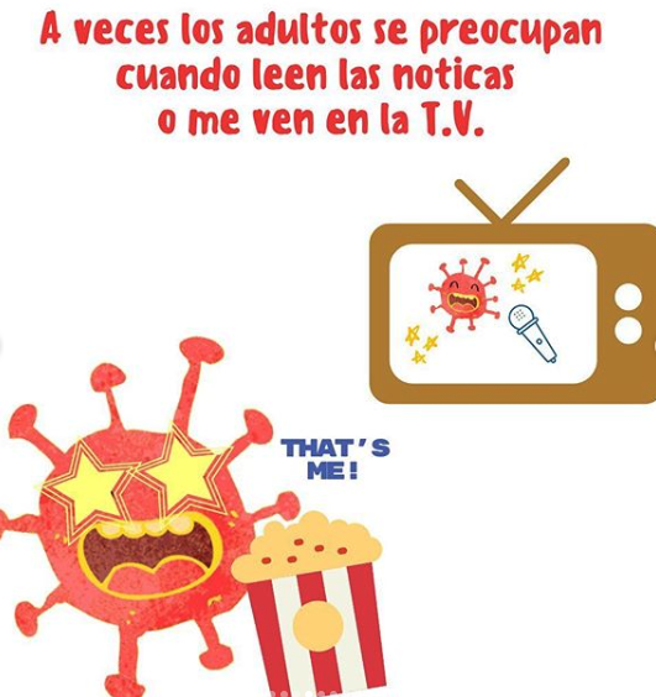 A veces los adultos se preocupan
cuando leen las noticas
o me ven en la T.V.
THAT'S
ME!